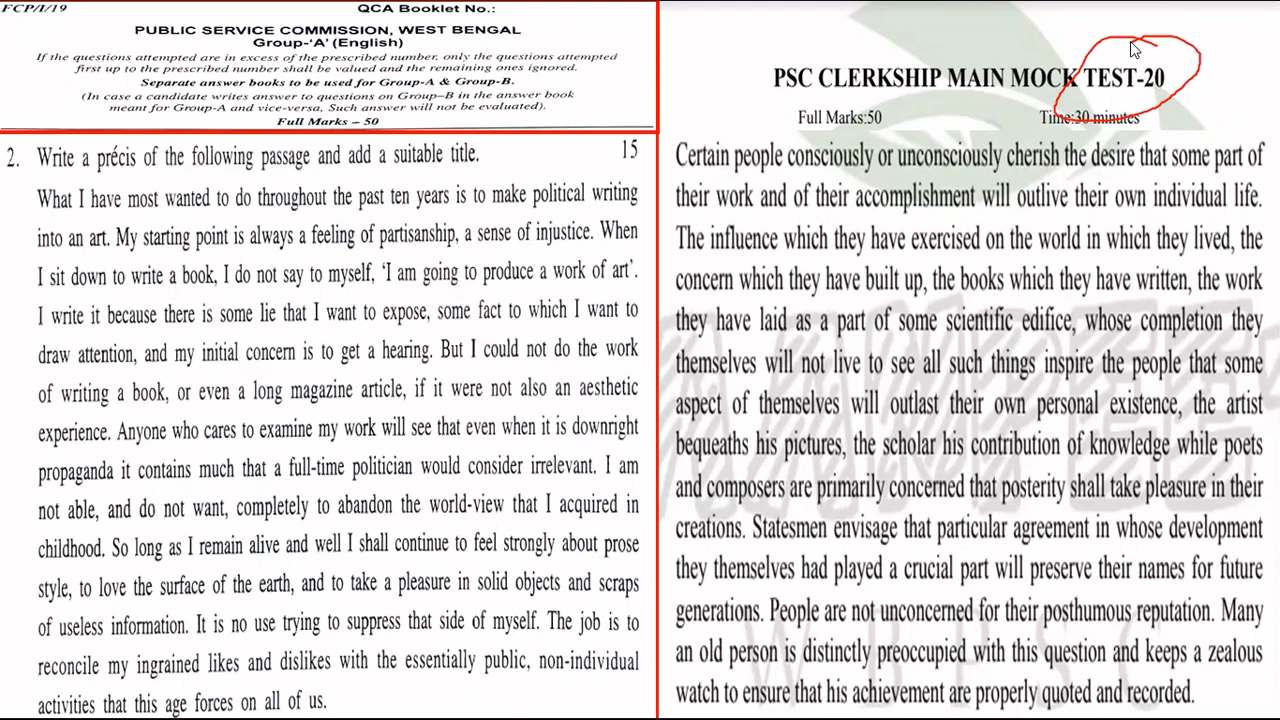 FCP/I/19 QCA Booklet No.:
PUBLIC SERVICE COMMISSION, WEST BENGAL
Group-'A' (English)
If the questions attempted are in excess of the prescribed number, only the questions attempted
first up to the prescribed number shall be valued and the remaining ones ignored.
Separate answer books to be used for Group-A & Group-B.
(In case a candidate writes answer to questions on Group–B in the answer book
meant for Group-A and vice-versa, Such answer will not be evaluated).
Full Marks – 50
2. Write a précis of the following passage and add a suitable title. 15
What I have most wanted to do throughout the past ten years is to make political writing
into an art. My starting point is always a feeling of partisanship, a sense of injustice. When
I sit down to write a book, I do not say to myself, 'I am going to produce a work of art'.
I write it because there is some lie that I want to expose, some fact to which I want to
draw attention, and my initial concern is to get a hearing. But I could not do the work
of writing a book, or even a long magazine article, if it were not also an aesthetic
experience. Anyone who cares to examine my work will see that even when it is downright
propaganda it contains much that a full-time politician would consider irrelevant. I am
not able, and do not want, completely to abandon the world-view that I acquired in
childhood. So long as I remain alive and well I shall continue to feel strongly about prose
style, to love the surface of the earth, and to take a pleasure in solid objects and scraps
of useless information. It is no use trying to suppress that side of myself. The job is to
reconcile my ingrained likes and dislikes with the essentially public, non-individual
activities that this age forces on all of us.
PSC CLERKSHIP MAIN MOCK TEST-20
Full Marks:50 Time:30 minutes
Certain people consciously or unconsciously cherish the desire that some part of
their work and of their accomplishment will outlive their own individual life.
The influence which they have exercised on the world in which they lived, the
concern which they have built up, the books which they have written, the work
they have laid as a part of some scientific edifice, whose completion they
themselves will not live to see all such things inspire the people that some
aspect of themselves will outlast their own personal existence, the artist
bequeaths his pictures, the scholar his contribution of knowledge while poets
and composers are primarily concerned that posterity shall take pleasure in their
creations. Statesmen envisage that particular agreement in whose development
they themselves had played a crucial part will preserve their names for future
generations. People are not unconcerned for their posthumous reputation. Many
an old person is distinctly preoccupied with this question and keeps a zealous
watch to ensure that his achievement are properly quoted and recorded.
WBPSC